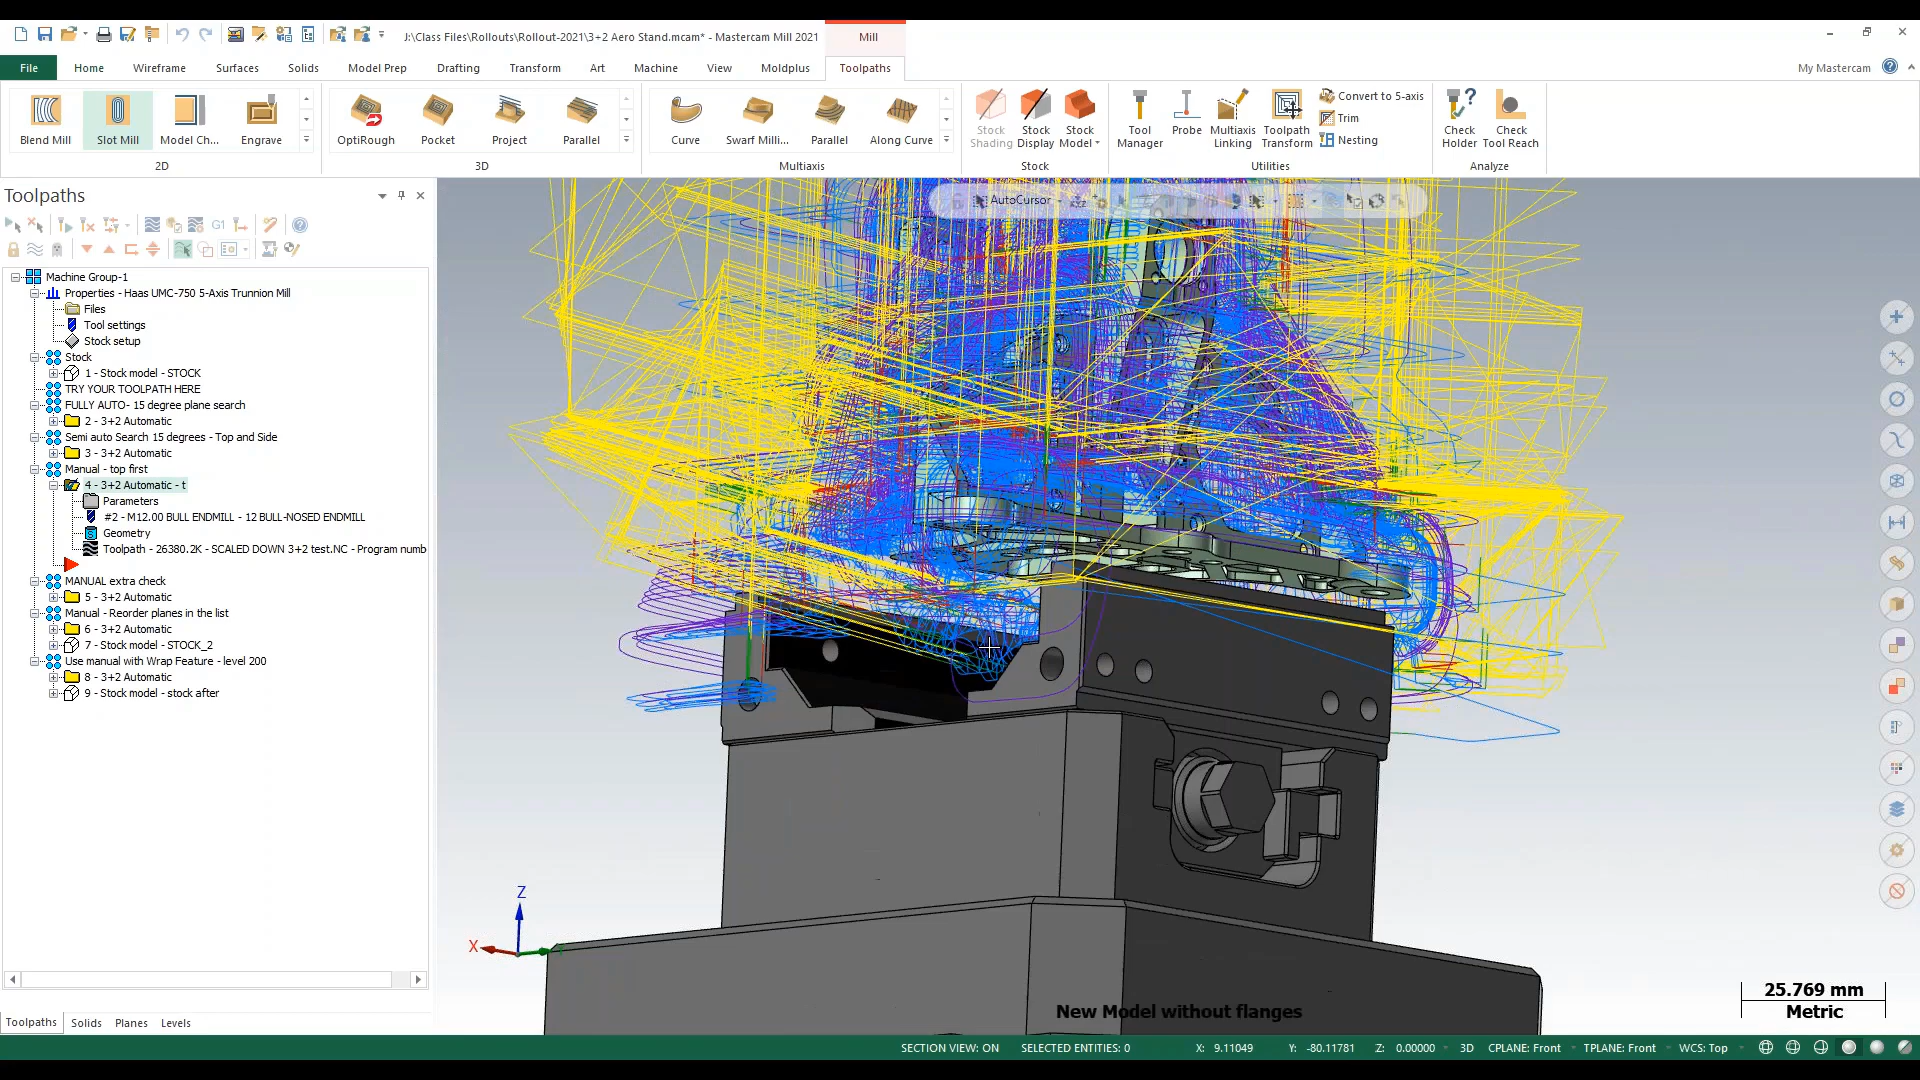 J:\Class Files\Rollouts\Rollout-2021\3+2 Aero Stand.mcam* - Mastercam Mill 2021
Mill
File
Home
Wireframe
Surfaces
Solids
Model Prep
Drafting
Transform
Art
Machine
View
Moldplus
Toolpaths
My Mastercam
Blend Mill
Slot Mill
Model Ch...
Engrave
2D
OptiRough
Pocket
Project
Parallel
3D
Curve
Swarf Milli...
Parallel
Along Curve
Multiaxis
Stock Shading
Stock Display
Stock Model
Stock
Tool Manager
Probe
Multiaxis Linking
Toolpath Transform
Convert to 5-axis
Trim
Nesting
Utilities
Check Holder
Check Tool Reach
Analyze
Toolpaths
G1
AutoCursor
Machine Group-1
Properties - Haas UMC-750 5-Axis Trunnion Mill
Files
Tool settings
Stock setup
Stock
1 - Stock model - STOCK
TRY YOUR TOOLPATH HERE
FULLY AUTO- 15 degree plane search
2 - 3+2 Automatic
Semi auto Search 15 degrees - Top and Side
3 - 3+2 Automatic
Manual - top first
4 - 3+2 Automatic - t
Parameters
#2 - M12.00 BULL ENDMILL - 12 BULL-NOSED ENDMILL
Geometry
Toolpath - 26380.2K - SCALED DOWN 3+2 test.NC - Program numb
MANUAL extra check
5 - 3+2 Automatic
Manual - Reorder planes in the list
6 - 3+2 Automatic
7 - Stock model - STOCK_2
Use manual with Wrap Feature - level 200
8 - 3+2 Automatic
9 - Stock model - stock after
Z
X
25.769 mm
Metric
New Model without flanges
Toolpaths
Solids
Planes
Levels
SECTION VIEW: ON
SELECTED ENTITIES: 0
X: 9.11049
Y: -80.11781
Z: 0.00000
3D
CPLANE: Front
TPLANE: Front
WCS: Top